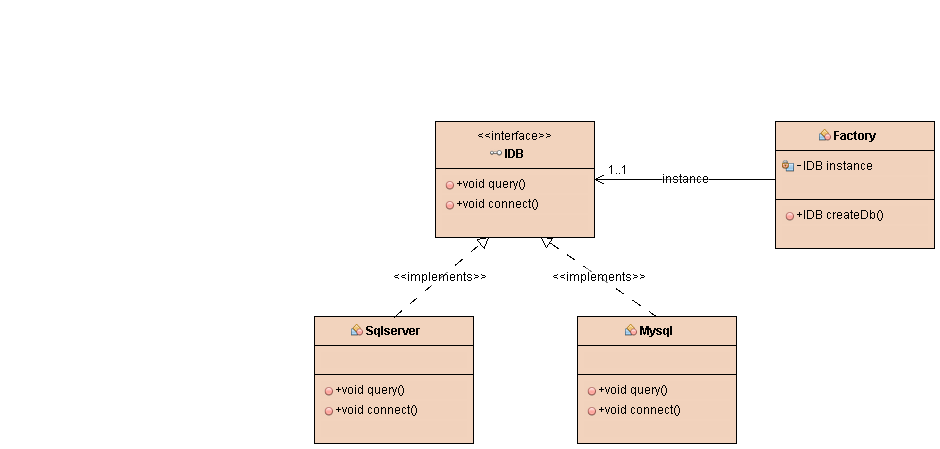 <<interface>>
IDB
+void query()
+void connect()
1..1
instance
Factory
-IDB instance
+IDB createDb()
<<implements>>
<<implements>>
Sqlserver
+void query()
+void connect()
Mysql
+void query()
+void connect()